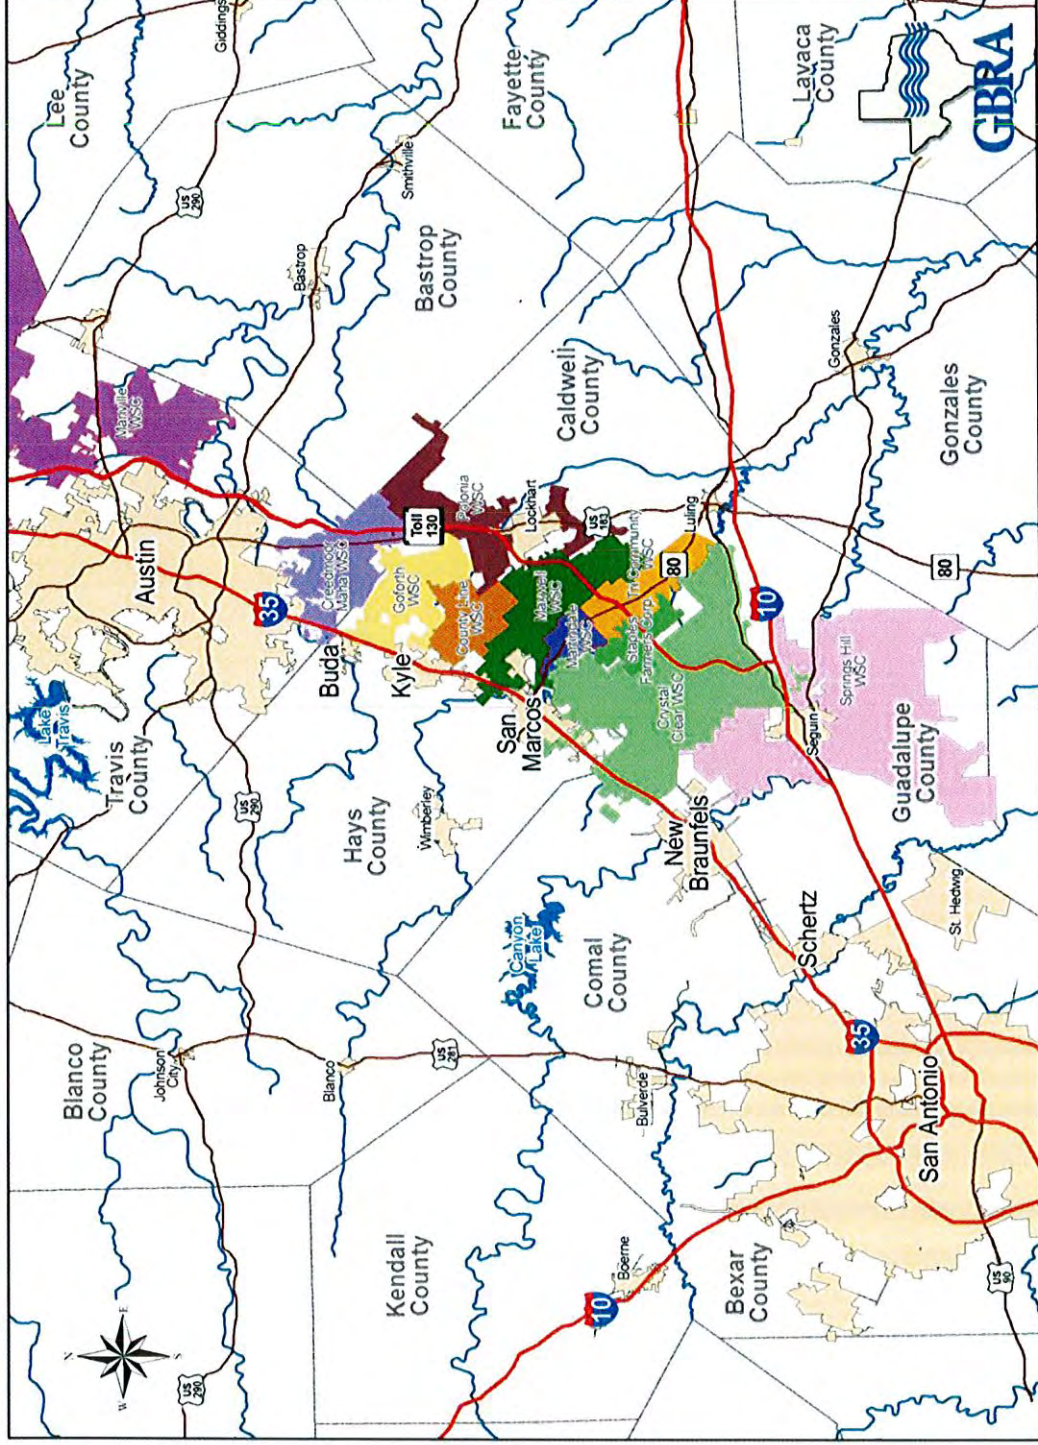 Blanco
County
Johnson
City
US
290
Blanco
US
281
Kendall
County
Boerne
10
Bexar
County
US
90
San Antonio
35
Bulverde
Comal
County
Canyon
Lake
Schertz
St. Hedwig
New
Braunfels
Guadalupe
County
Seguin
Springs Hill
WSC
Crystal
Clear WSC
San
Marcos
Wimberley
Hays
County
US
290
Travis
County
Lake
Travis
Austin
35
Buda
Kyle
Creedmoor
Maha WSC
Goforth
WSC
County Line
WSC
Maxwell
WSC
Martindale
WSC
Staples
Farmers Corp
Tri Community
WSC
80
10
80
Luling
US
183
Lockhart
Polonia
WSC
Toll
130
Manville
WSC
Caldwell
County
Gonzales
County
Gonzales
Bastrop
County
Bastrop
Smithville
US
290
Lee
County
Giddings
Fayette
County
Lavaca
County
GBRA
N
E
S
W